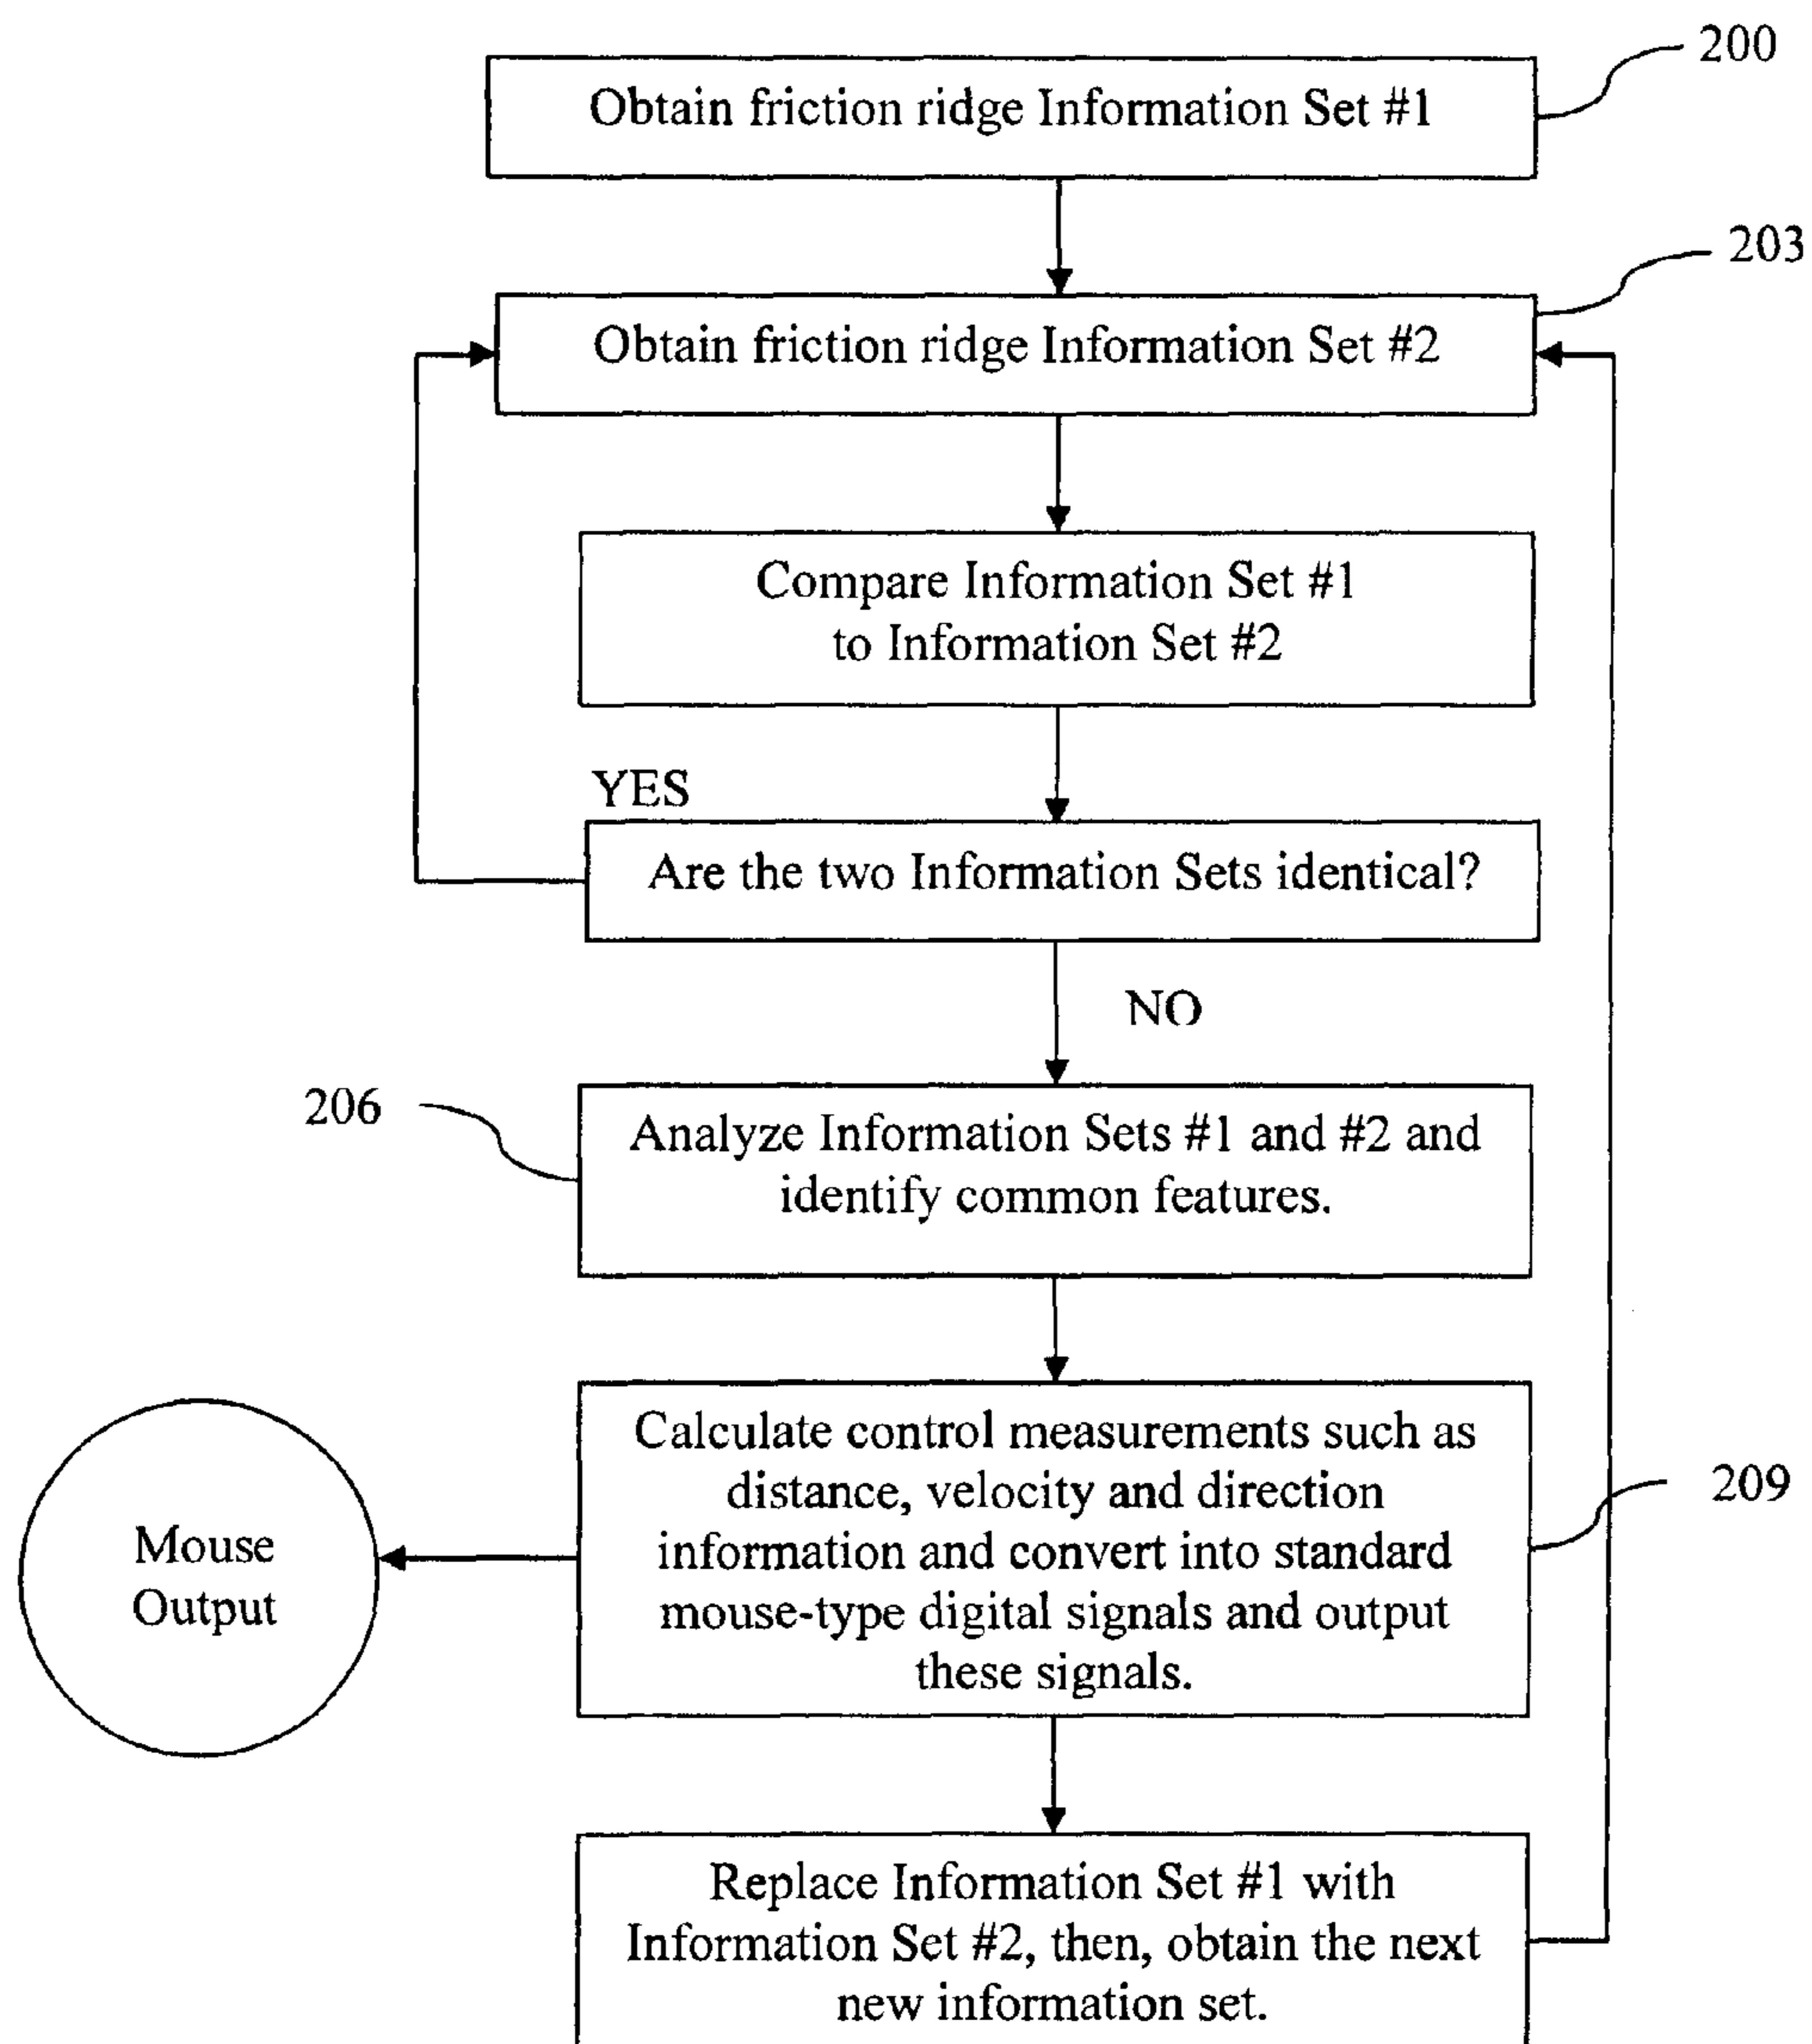 200
Obtain friction ridge Information Set #1
203
Obtain friction ridge Information Set #2
Compare Information Set #1
to Information Set #2
YES
Are the two Information Sets identical?
NO
206
Analyze Information Sets #1 and #2 and
identify common features.
Calculate control measurements such as
distance, velocity and direction
information and convert into standard
mouse-type digital signals and output
these signals.
209
Mouse
Output
Replace Information Set #1 with
Information Set #2, then, obtain the next
new information set.